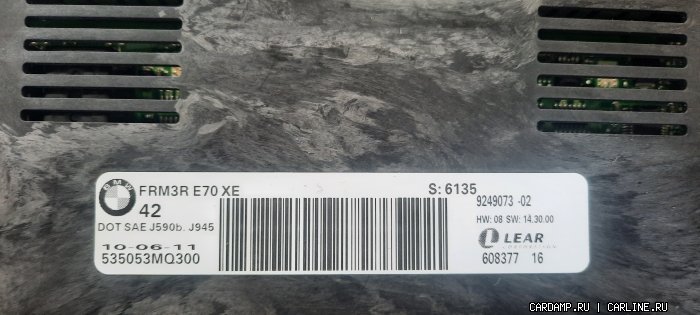 BMW
FRM3R E70 XE
S: 6135
42
9249073 -02
DOT SAE J590b. J945
HW: 08 SW: 14.30.00
10-06-11
LEAR
CORPORATION
535053MQ300
608377 16
CARDAMP.RU | CARLINE.RU